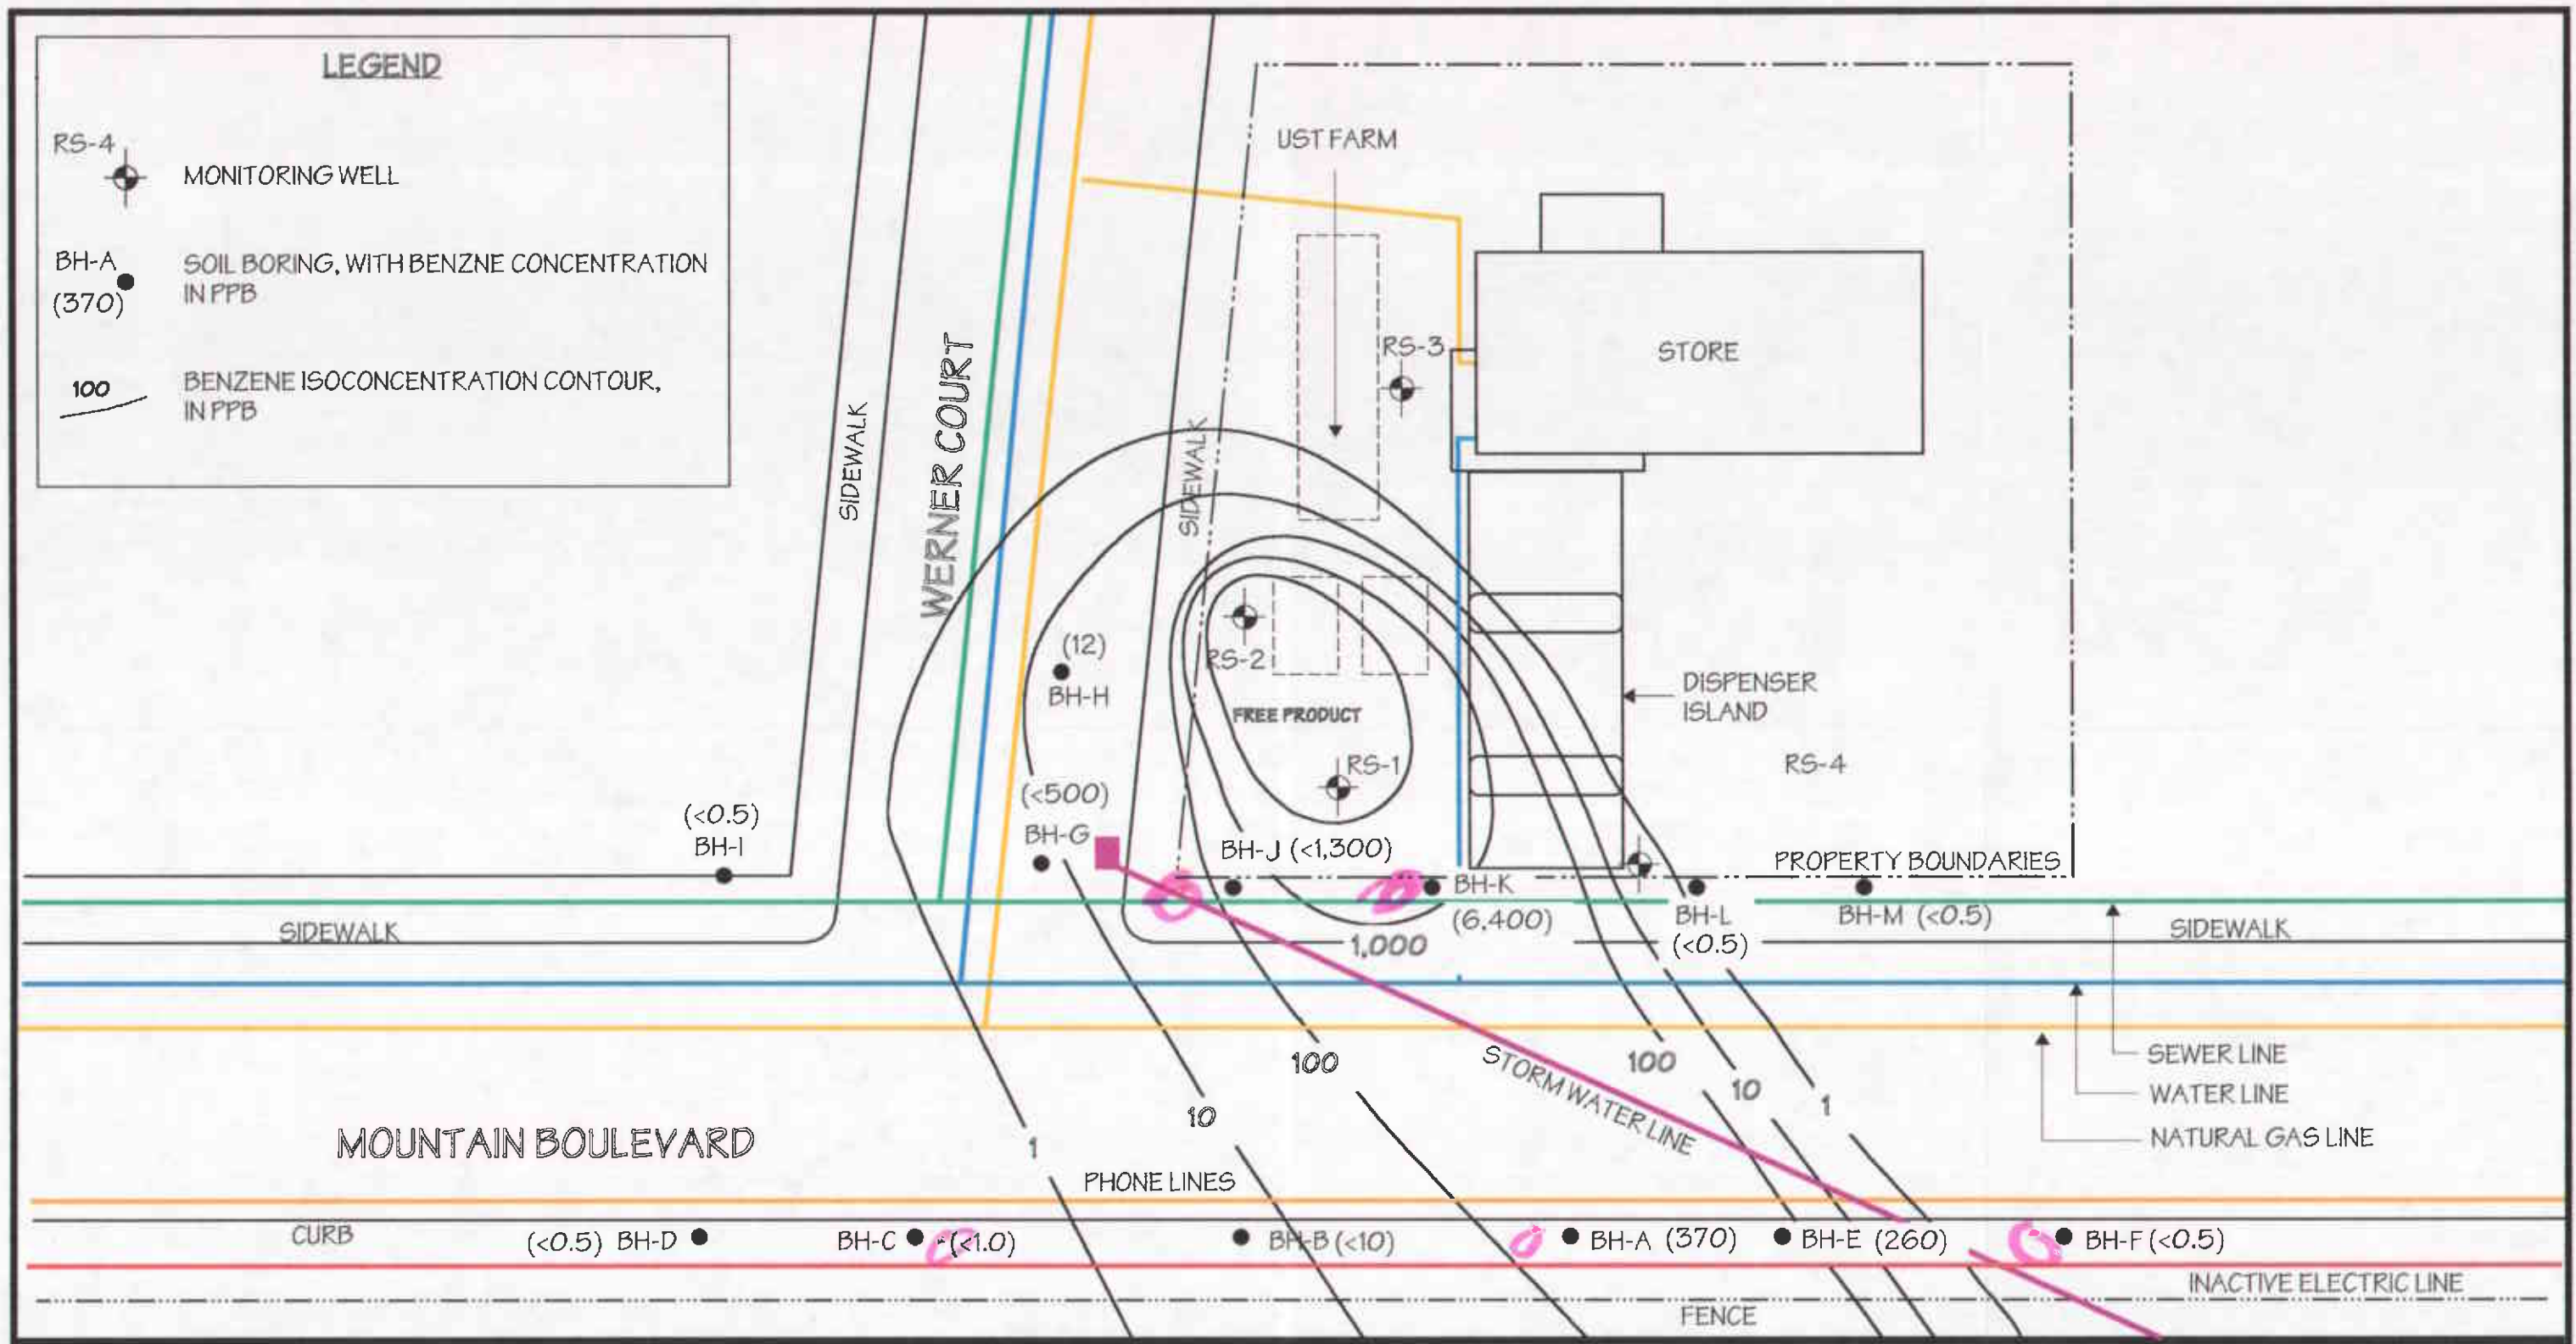 LEGEND
RS-4
MONITORING WELL
BH-A
(370)
SOIL BORING, WITH BENZNE CONCENTRATION
IN PPB
100
BENZENE ISOCONCENTRATION CONTOUR,
IN PPB
SIDEWALK
WERNER COURT
SIDEWALK
UST FARM
RS-3
STORE
(12)
BH-H
RS-2
FREE PRODUCT
DISPENSER
ISLAND
RS-1
RS-4
(<500)
BH-G
(<0.5)
BH-I
BH-J (<1,300)
PROPERTY BOUNDARIES
BH-K
(6,400)
BH-L
(<0.5)
BH-M (<0.5)
SIDEWALK
1,000
SIDEWALK
100
STORM WATER LINE
100
10
1
SEWER LINE
WATER LINE
NATURAL GAS LINE
10
1
MOUNTAIN BOULEVARD
PHONE LINES
CURB
(<0.5) BH-D
BH-C (<1.0)
BH-B (<10)
BH-A (370)
BH-E (260)
BH-F (<0.5)
INACTIVE ELECTRIC LINE
FENCE